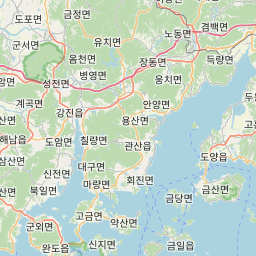 도포면
금정면
노동면
겸백면
군서면
유치면
득량면
옴천면
장동면
성전면
병영면
웅치면
계곡면
강진읍
안양면
두원면
용산면
해남읍
도암면
칠량면
관산읍
도양읍
삼산면
신전면
대구면
북일면
마량면
회진면
금산면
금당면
고금면
약산면
군외면
완도읍
신지면
금일읍